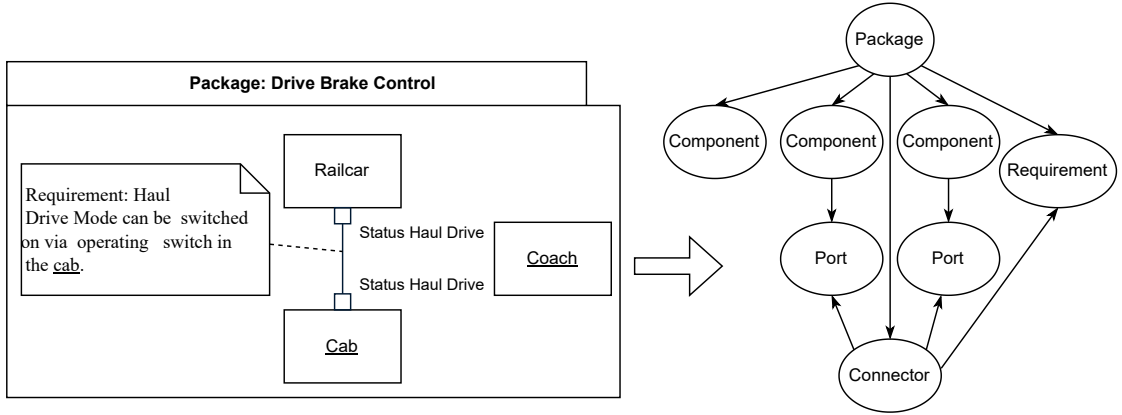 Package: Drive Brake Control
Requirement: Haul
Drive Mode can be switched
on via operating switch in
the cab.
Railcar
Status Haul Drive
Coach
Status Haul Drive
Cab
Package
Component
Component
Component
Requirement
Port
Port
Connector